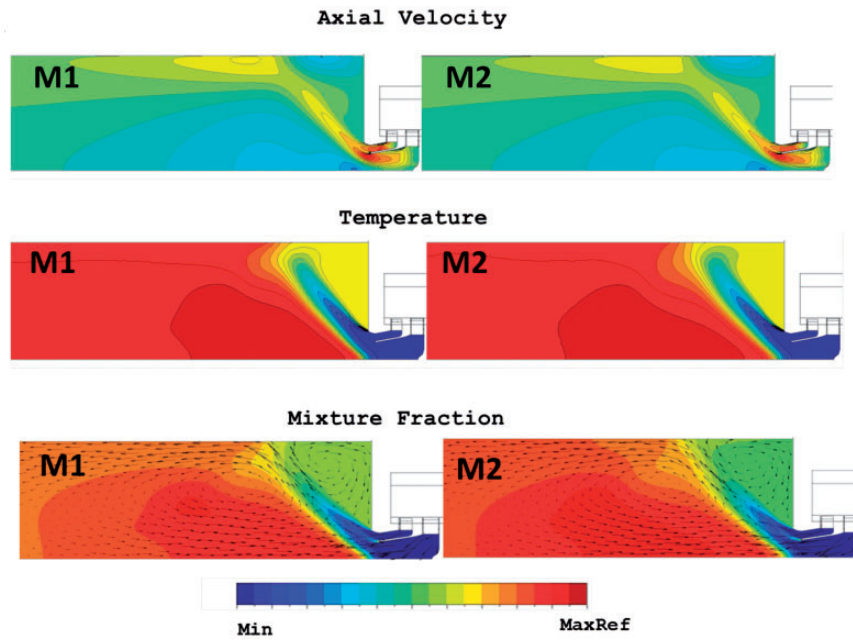 Axial Velocity
M1 M2
Temperature
M1 M2
Mixture Fraction
M1 M2
Min MaxRef